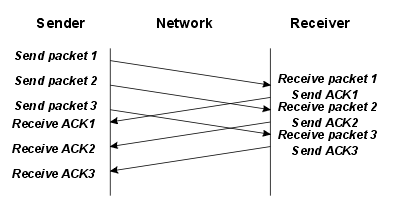 Sender Network Receiver
Send packet 1
Send packet 2
Send packet 3
Receive ACK1
Receive ACK2
Receive ACK3
Receive packet 1
Send ACK1
Receive packet 2
Send ACK2
Receive packet 3
Send ACK3